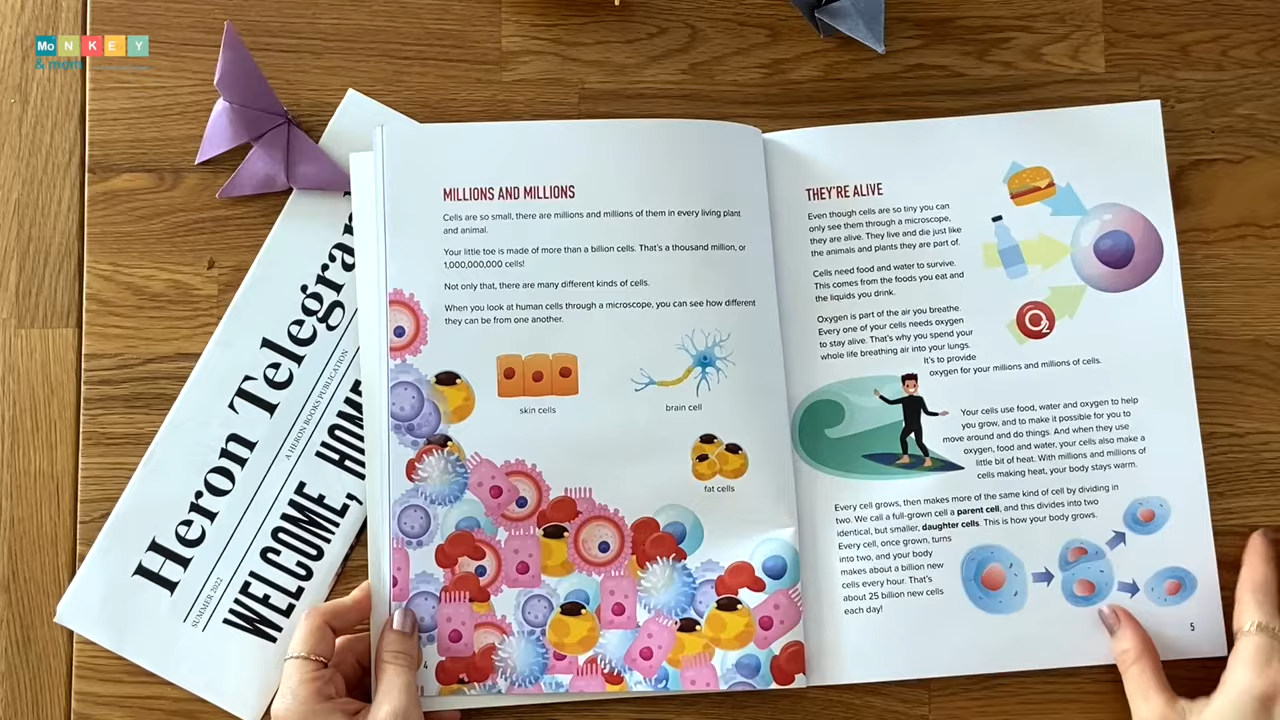 MoNKEY
& mom
Heron Telegram
A HERON BOOKS PUBLICATION
SUMMER 2022
WELCOME, HOME
MILLIONS AND MILLIONS
Cells are so small, there are millions and millions of them in every living plant
and animal.
Your little toe is made of more than a billion cells. That's a thousand million, or
1,000,000,000 cells!
Not only that, there are many different kinds of cells.
When you look at human cells through a microscope, you can see how different
they can be from one another.
skin cells
brain cell
fat cells
4
THEY'RE ALIVE
Even though cells are so tiny you can
only see them through a microscope,
they are alive. They live and die just like
the animals and plants they are part of.
Cells need food and water to survive.
This comes from the foods you eat and
the liquids you drink.
Oxygen is part of the air you breathe.
Every one of your cells needs oxygen
to stay alive. That's why you spend your
whole life breathing air into your lungs.
It's to provide
oxygen for your millions and millions of cells.
O2
Your cells use food, water and oxygen to help
you grow, and to make it possible for you to
move around and do things. And when they use
oxygen, food and water, your cells also make a
little bit of heat. With millions and millions of
cells making heat, your body stays warm.
Every cell grows, then makes more of the same kind of cell by dividing in
two. We call a full-grown cell a parent cell, and this divides into two
identical, but smaller, daughter cells. This is how your body grows.
Every cell, once grown, turns
into two, and your body
makes about a billion new
cells every hour. That's
about 25 billion new cells
each day!
5